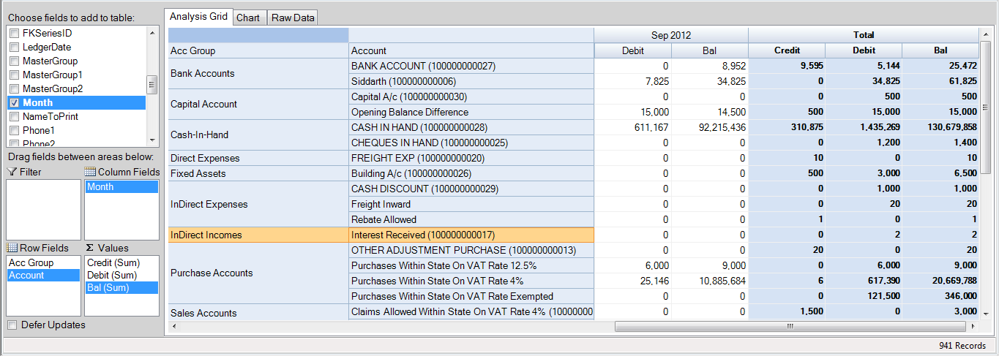 Choose fields to add to table:
FKSeriesID
LedgerDate
MasterGroup
MasterGroup1
MasterGroup2
Month
NameToPrint
Phone1
Phone2
Drag fields between areas below:
Filter
Column Fields
Month
Row Fields
Σ Values
Acc Group
Account
Credit (Sum)
Debit (Sum)
Bal (Sum)
Defer Updates
Analysis Grid Chart Raw Data
Sep 2012 Total
Acc Group Account Debit Bal Credit Debit Bal
Bank Accounts BANK ACCOUNT (100000000027) 0 8,952 9,595 5,144 25,472
Siddarth (100000000006) 7,825 34,825 0 34,825 61,825
Capital Account Capital A/c (100000000030) 0 0 0 500 500
Opening Balance Difference 15,000 14,500 500 15,000 15,000
Cash-In-Hand CASH IN HAND (100000000028) 611,167 92,215,436 310,875 1,435,269 130,679,858
CHEQUES IN HAND (100000000025) 0 0 0 1,200 1,400
Direct Expenses FREIGHT EXP (100000000020) 0 0 10 0 10
Fixed Assets Building A/c (100000000026) 0 0 500 3,000 6,500
InDirect Expenses CASH DISCOUNT (100000000029) 0 0 0 1,000 1,000
Freight Inward 0 0 0 20 20
Rebate Allowed 0 0 1 0 1
InDirect Incomes Interest Received (100000000017) 0 0 0 2 2
Purchase Accounts OTHER ADJUSTMENT PURCHASE (100000000013) 0 0 20 0 20
Purchases Within State On VAT Rate 12.5% 6,000 9,000 0 6,000 9,000
Purchases Within State On VAT Rate 4% 25,146 10,885,684 6 617,390 20,669,788
Purchases Within State On VAT Rate Exempted 0 0 0 121,500 346,000
Sales Accounts Claims Allowed Within State On VAT Rate 4% (10000000 0 0 1,500 0 3,000
941 Records